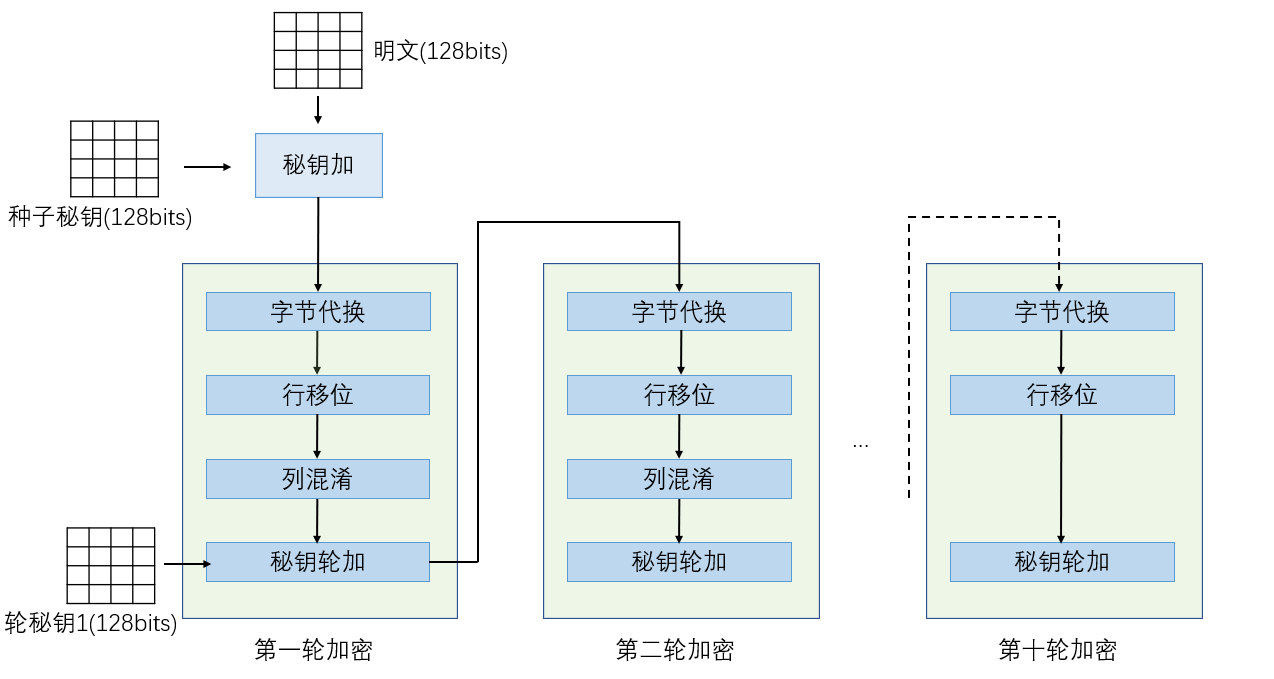 明文(128bits)
秘钥加
种子秘钥(128bits)
字节代换
行移位
列混淆
秘钥轮加
轮秘钥1(128bits)
第一轮加密
字节代换
行移位
列混淆
秘钥轮加
第二轮加密
...
字节代换
行移位
秘钥轮加
第十轮加密